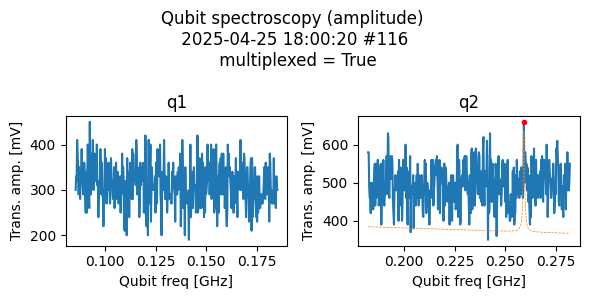 Qubit spectroscopy (amplitude)
2025-04-25 18:00:20 #116
multiplexed = True
q1
q2
Trans. amp. [mV]
400
300
200
0.100
0.125
0.150
0.175
Qubit freq [GHz]
Trans. amp. [mV]
600
500
400
0.200
0.225
0.250
0.275
Qubit freq [GHz]